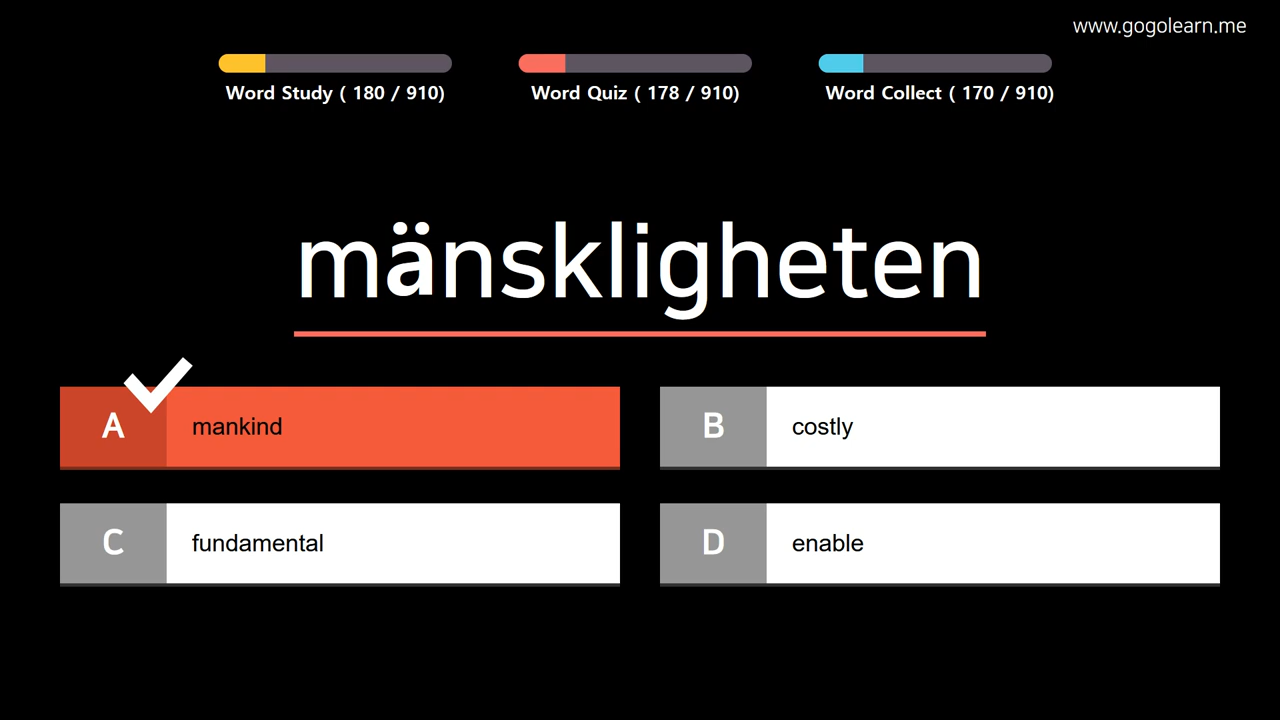 www.gogolearn.me
Word Study ( 180 / 910)
Word Quiz ( 178 / 910)
Word Collect ( 170 / 910)
mänskligheten
A mankind
B costly
C fundamental
D enable